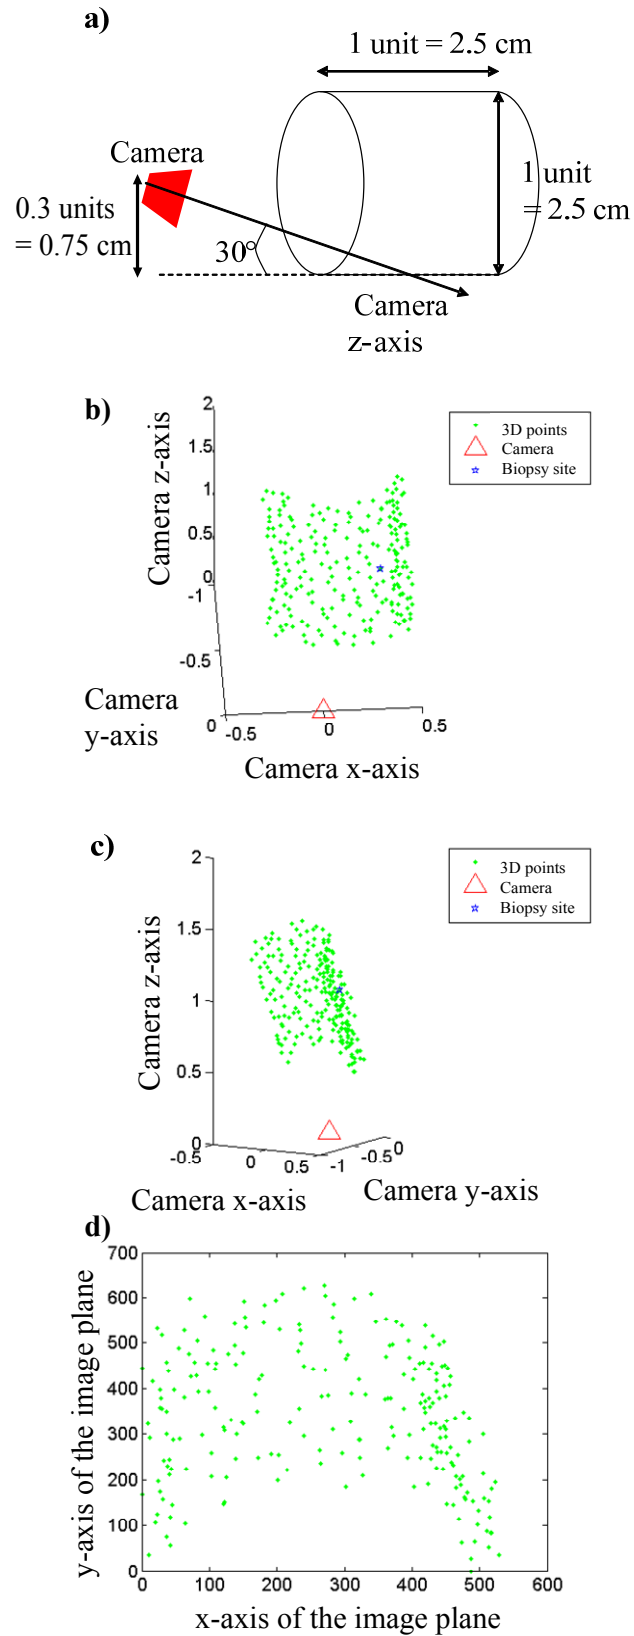 a)
1 unit = 2.5 cm
Camera
0.3 units
= 0.75 cm
30°
1 unit
= 2.5 cm
Camera
z-axis
b)
Camera z-axis
2
1.5
1
0.5
0
-1
-0.5
0
-0.5
0
0.5
Camera
y-axis
Camera x-axis
3D points
Camera
Biopsy site
c)
Camera z-axis
2
1.5
1
0.5
0
-0.5
0
0.5
-1
-0.5
0
Camera x-axis
Camera y-axis
3D points
Camera
Biopsy site
d)
y-axis of the image plane
700
600
500
400
300
200
100
0
0
100
200
300
400
500
600
x-axis of the image plane